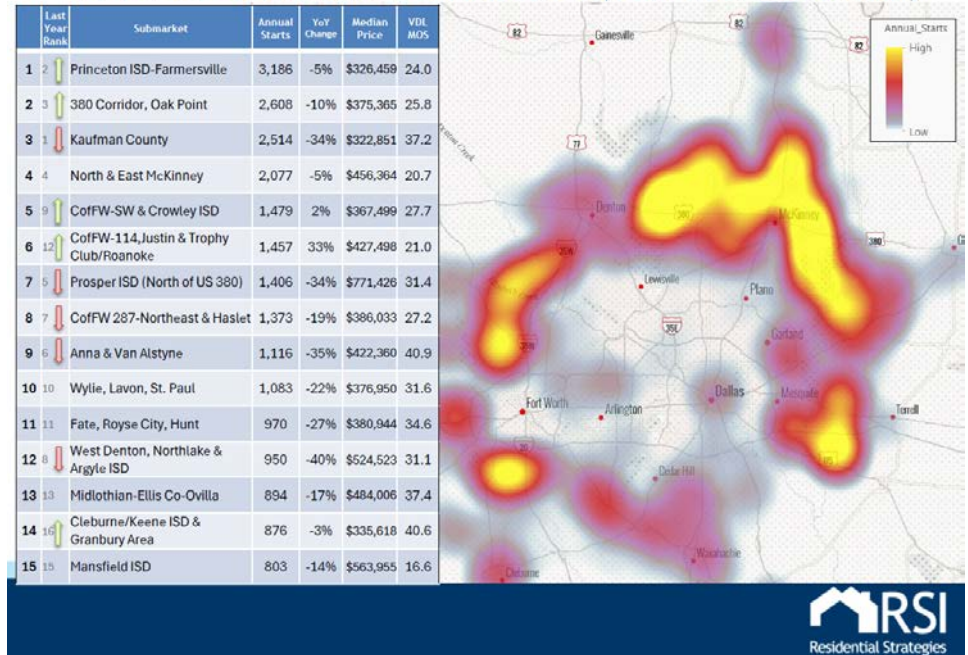 Last Year Rank Submarket Annual Starts YoY Change Median Price VDL MOS
1 2 Princeton ISD-Farmersville 3,186 -5% $326,459 24.0
2 3 380 Corridor, Oak Point 2,608 -10% $375,365 25.8
3 1 Kaufman County 2,514 -34% $322,851 37.2
4 4 North & East McKinney 2,077 -5% $456,364 20.7
5 9 CofFW-SW & Crowley ISD 1,479 2% $367,499 27.7
6 12 CofFW-114,Justin & Trophy Club/Roanoke 1,457 33% $427,498 21.0
7 5 Prosper ISD (North of US 380) 1,406 -34% $771,426 31.4
8 7 CofFW 287-Northeast & Haslet 1,373 -19% $386,033 27.2
9 6 Anna & Van Alstyne 1,116 -35% $422,360 40.9
10 10 Wylie, Lavon, St. Paul 1,083 -22% $376,950 31.6
11 11 Fate, Royse City, Hunt 970 -27% $380,944 34.6
12 8 West Denton, Northlake & Argyle ISD 950 -40% $524,523 31.1
13 13 Midlothian-Ellis Co-Ovilla 894 -17% $484,006 37.4
14 16 Cleburne/Keene ISD & Granbury Area 876 -3% $335,618 40.6
15 15 Mansfield ISD 803 -14% $563,955 16.6
Annual_Starts
High
Low
82
Gainesville
82
82
77
Denton
380
McKinney
380
35W
Lewisville
Plano
35E
Garland
35W
Dallas
Mesquite
Terrell
Fort Worth
Arlington
20
Cedar Hill
Waxahachie
Cleburne
RSI
Residential Strategies